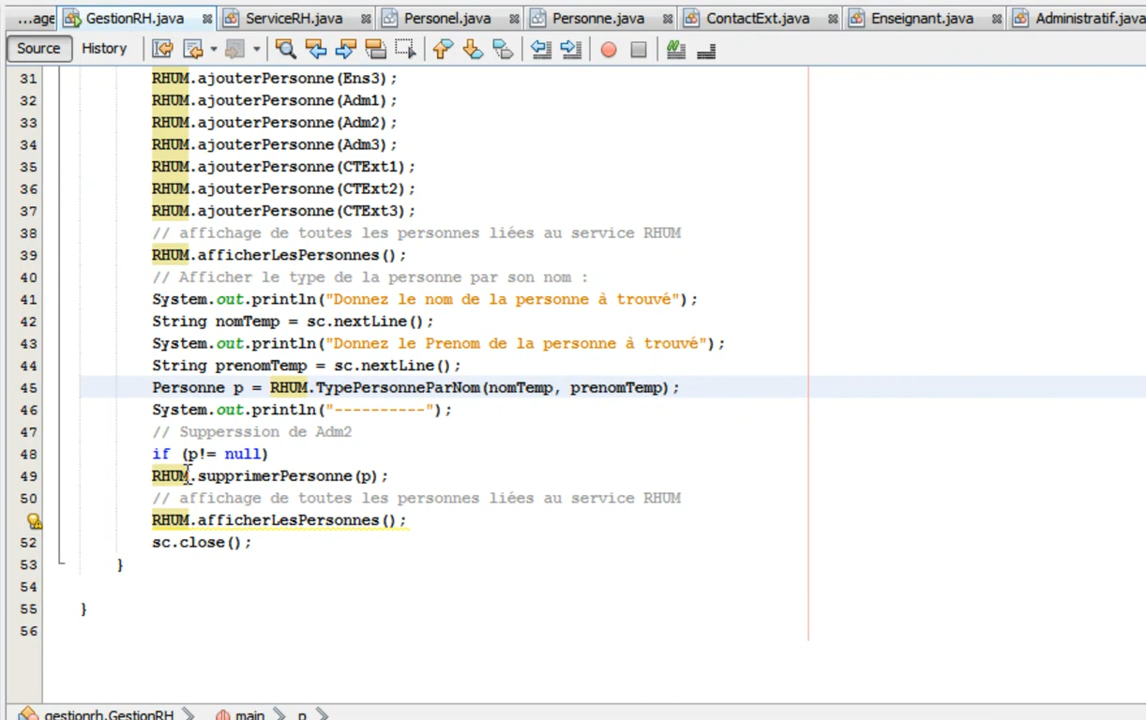 ...age GestionRH.java ServiceRH.java Personel.java Personne.java ContactExt.java Enseignant.java Administratif.java
Source History
31 RHUM.ajouterPersonne(Ens3);
32 RHUM.ajouterPersonne(Adm1);
33 RHUM.ajouterPersonne(Adm2);
34 RHUM.ajouterPersonne(Adm3);
35 RHUM.ajouterPersonne(CTExt1);
36 RHUM.ajouterPersonne(CTExt2);
37 RHUM.ajouterPersonne(CTExt3);
38 // affichage de toutes les personnes liées au service RHUM
39 RHUM.afficherLesPersonnes();
40 // Afficher le type de la personne par son nom :
41 System.out.println("Donnez le nom de la personne à trouvé");
42 String nomTemp = sc.nextLine();
43 System.out.println("Donnez le Prenom de la personne à trouvé");
44 String prenomTemp = sc.nextLine();
45 Personne p = RHUM.TypePersonneParNom(nomTemp, prenomTemp);
46 System.out.println("----------");
47 // Supperssion de Adm2
48 if (p!= null)
49 RHUM.supprimerPersonne(p);
50 // affichage de toutes les personnes liées au service RHUM
RHUM.afficherLesPersonnes();
52 sc.close();
53 }
54
55 }
56
gestionrh.GestionRH main p